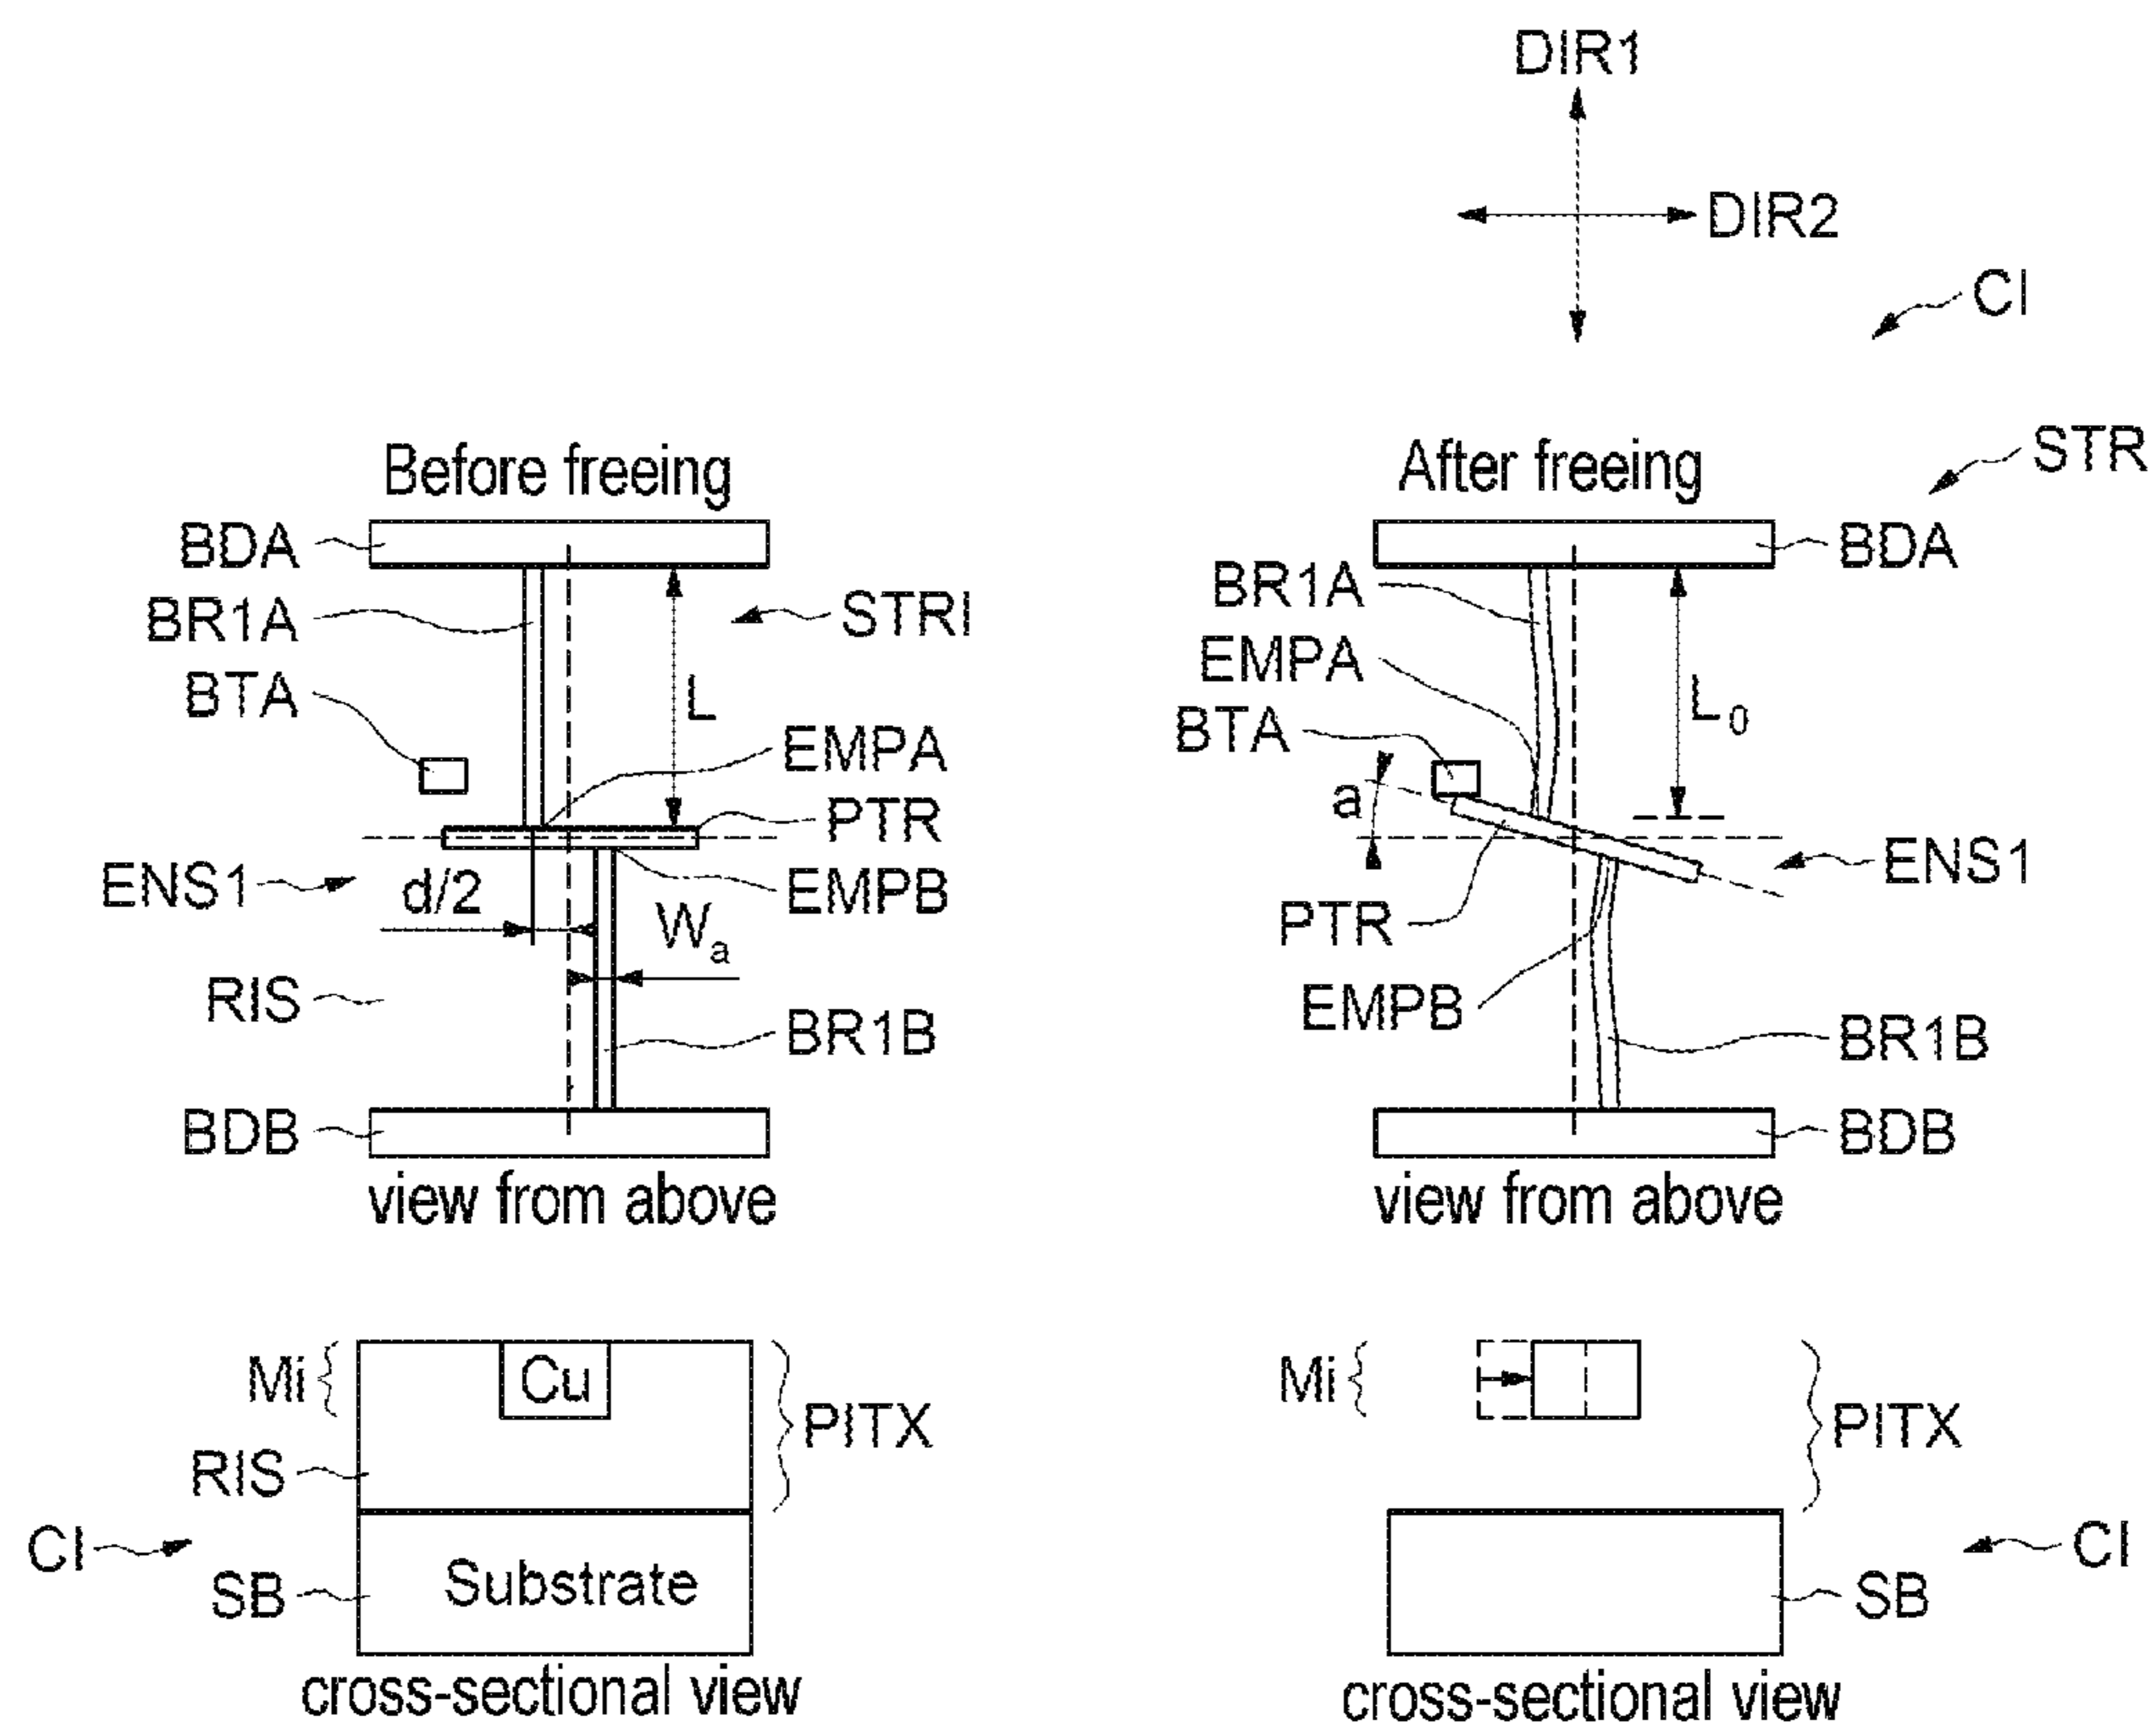 DIR1
DIR2
CI
STR
Before freeing
BDA
BR1A
STRI
BTA
L
EMPA
PTR
ENS1
d/2
EMPB
Wa
RIS
BR1B
BDB
view from above
After freeing
BDA
BR1A
EMPA
BTA
L0
a
ENS1
PTR
EMPB
BR1B
BDB
view from above
Mi
Cu
PITX
RIS
CI
SB
Substrate
cross-sectional view
Mi
PITX
CI
SB
cross-sectional view